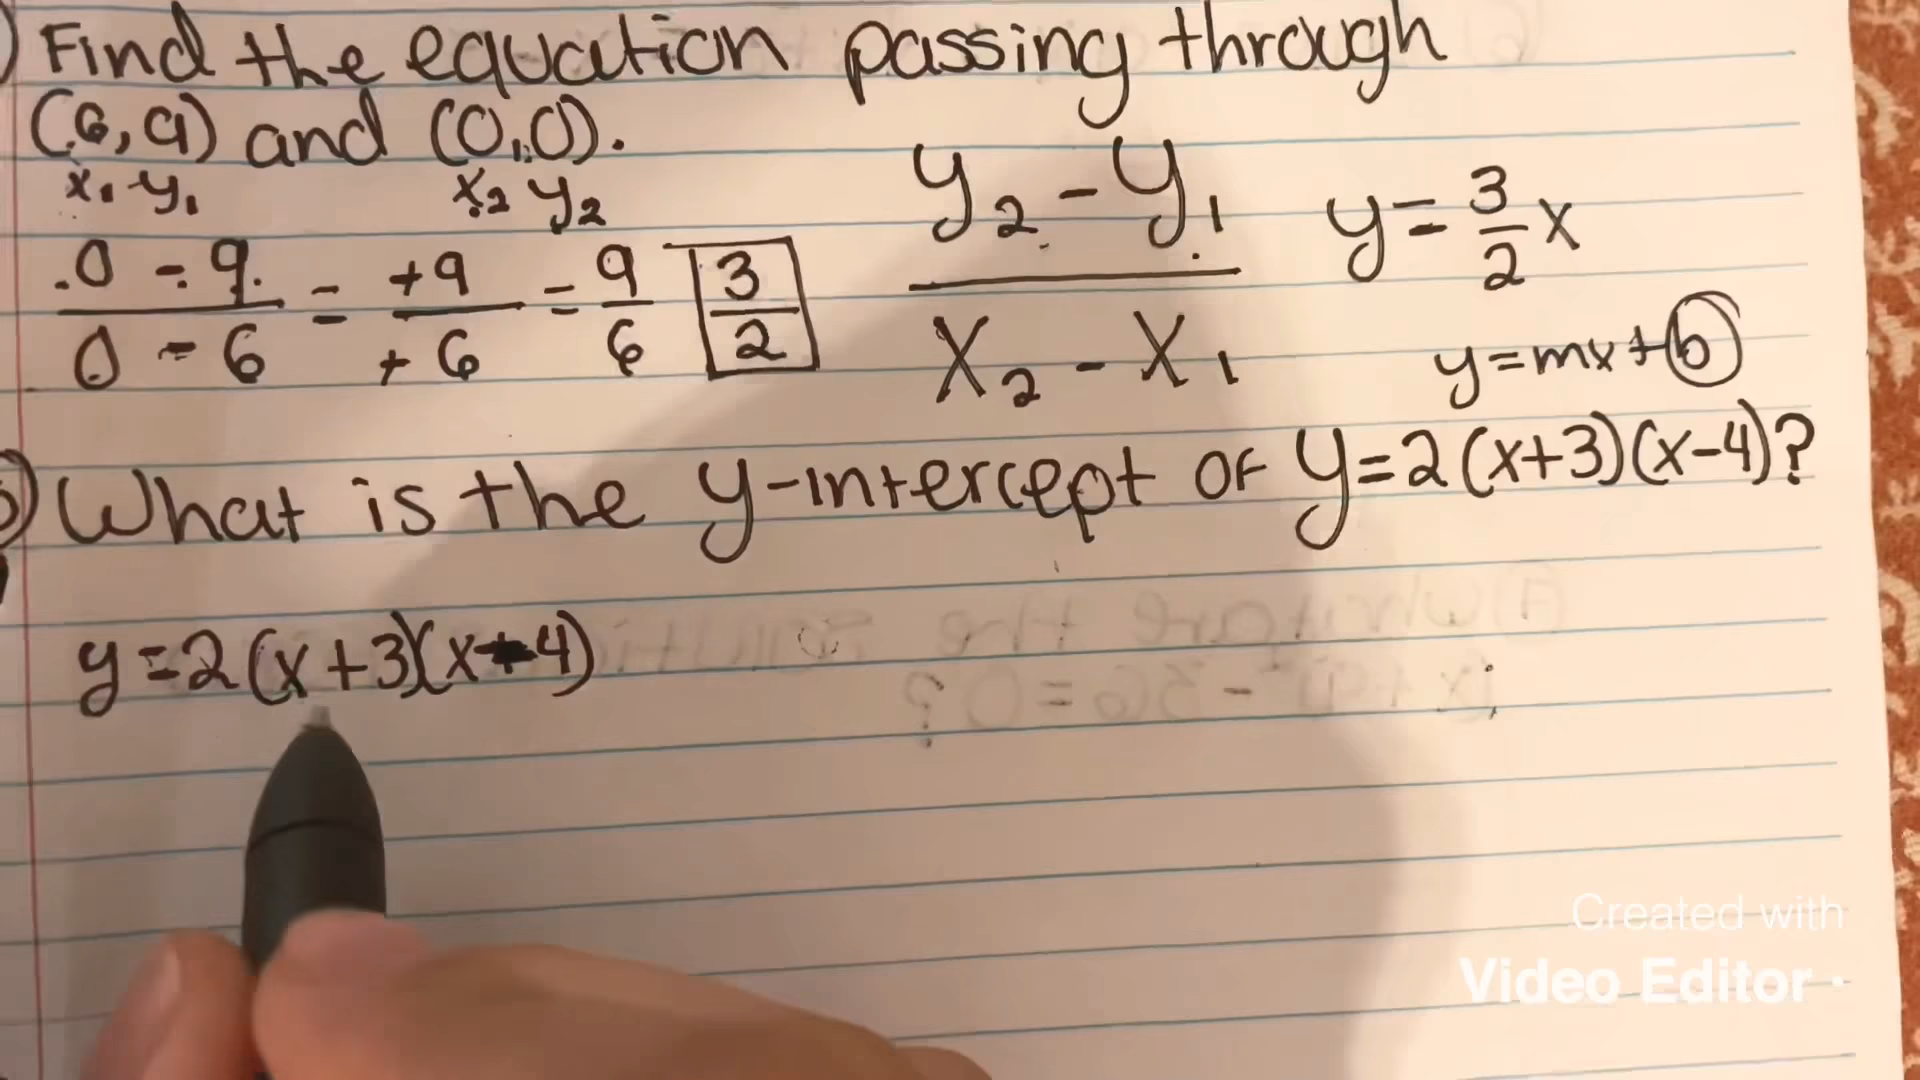 ) Find the equation passing through
(6,9) and (0,0).
x₁ y₁ x₂ y₂
0 - 9 / 0 - 6 = +9 / +6 = 9/6 3/2
y₂ - y₁ / x₂ - x₁
y = 3/2 x
y = mx + b
) What is the y-intercept of y=2(x+3)(x-4)?
y=2(x+3)(x-4)
Created with
Video Editor